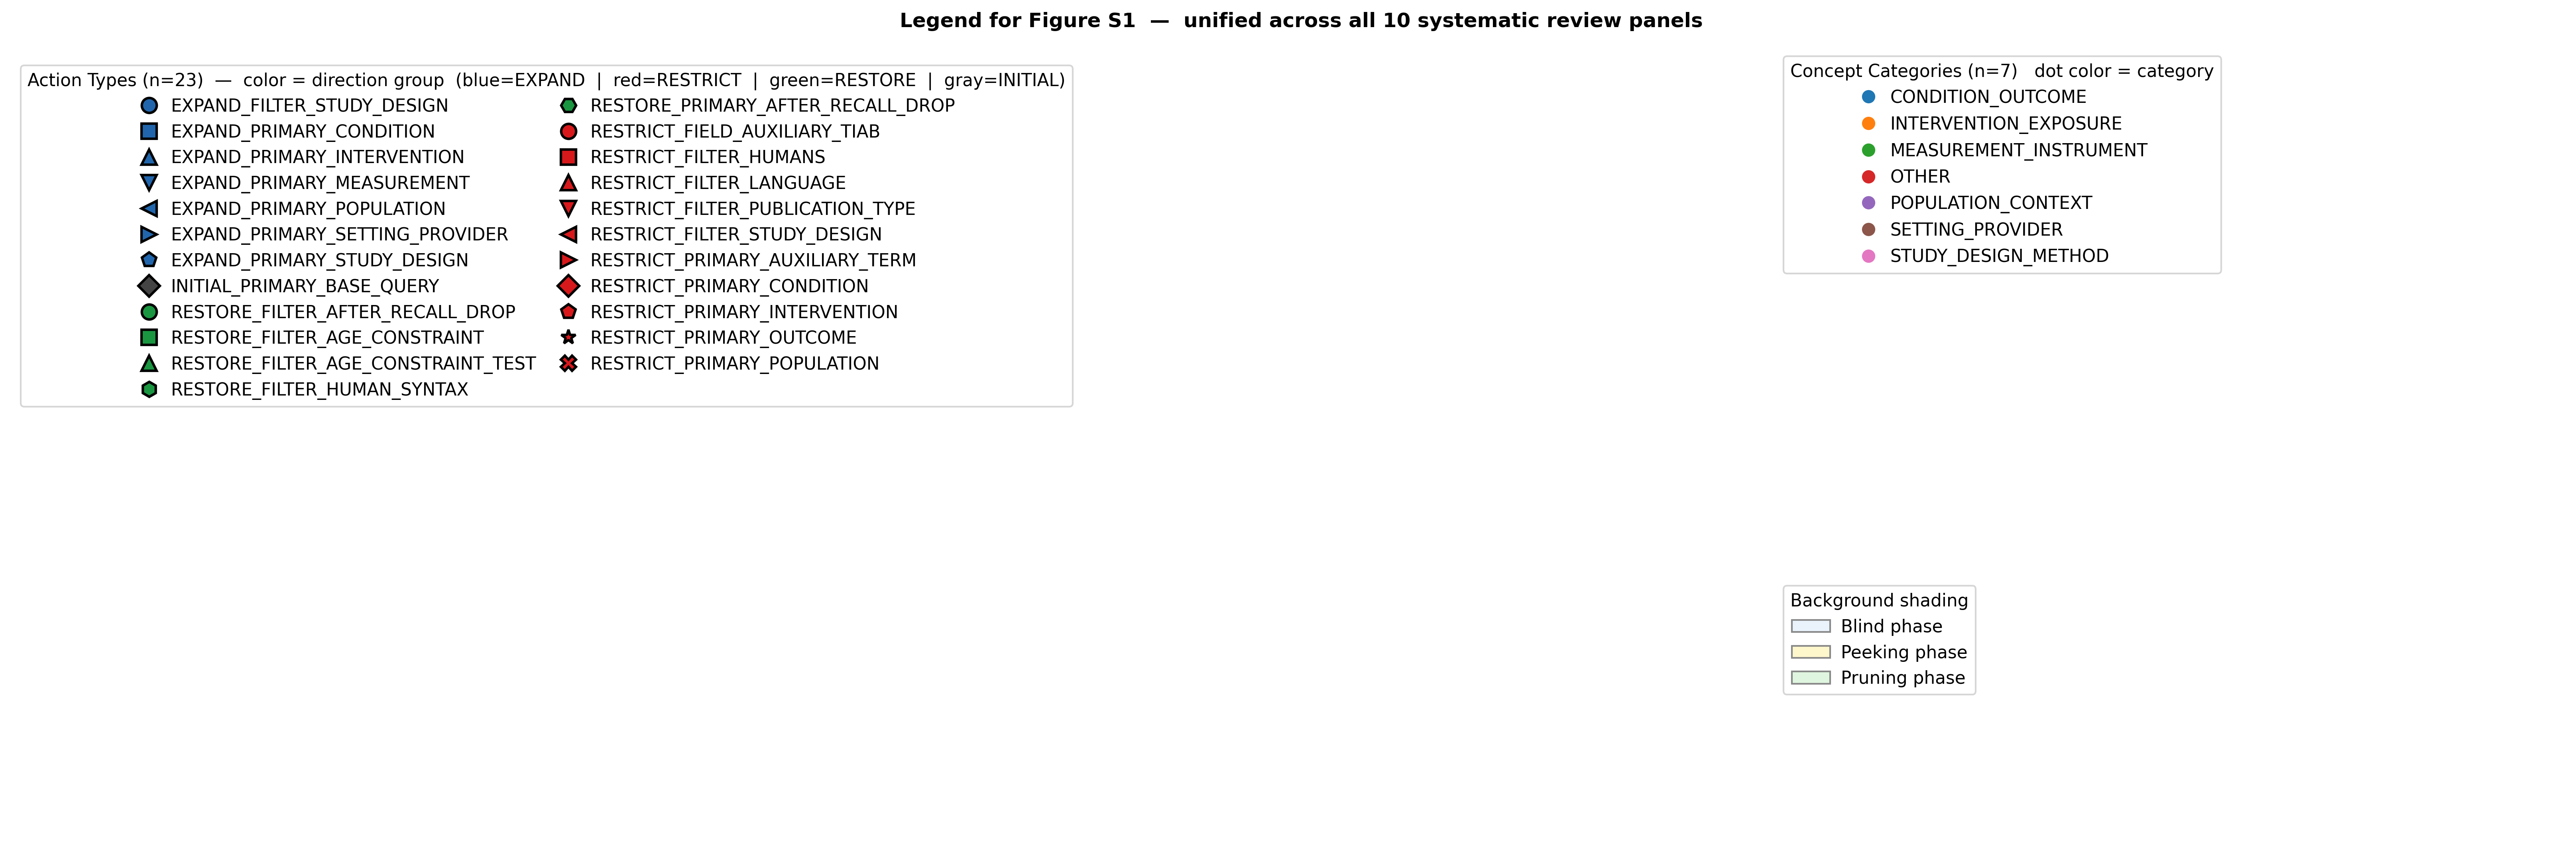 Legend for Figure S1 — unified across all 10 systematic review panels
Action Types (n=23) — color = direction group (blue=EXPAND | red=RESTRICT | green=RESTORE | gray=INITIAL)
EXPAND_FILTER_STUDY_DESIGN
EXPAND_PRIMARY_CONDITION
EXPAND_PRIMARY_INTERVENTION
EXPAND_PRIMARY_MEASUREMENT
EXPAND_PRIMARY_POPULATION
EXPAND_PRIMARY_SETTING_PROVIDER
EXPAND_PRIMARY_STUDY_DESIGN
INITIAL_PRIMARY_BASE_QUERY
RESTORE_FILTER_AFTER_RECALL_DROP
RESTORE_FILTER_AGE_CONSTRAINT
RESTORE_FILTER_AGE_CONSTRAINT_TEST
RESTORE_FILTER_HUMAN_SYNTAX
RESTORE_PRIMARY_AFTER_RECALL_DROP
RESTRICT_FIELD_AUXILIARY_TIAB
RESTRICT_FILTER_HUMANS
RESTRICT_FILTER_LANGUAGE
RESTRICT_FILTER_PUBLICATION_TYPE
RESTRICT_FILTER_STUDY_DESIGN
RESTRICT_PRIMARY_AUXILIARY_TERM
RESTRICT_PRIMARY_CONDITION
RESTRICT_PRIMARY_INTERVENTION
RESTRICT_PRIMARY_OUTCOME
RESTRICT_PRIMARY_POPULATION
Concept Categories (n=7) dot color = category
CONDITION_OUTCOME
INTERVENTION_EXPOSURE
MEASUREMENT_INSTRUMENT
OTHER
POPULATION_CONTEXT
SETTING_PROVIDER
STUDY_DESIGN_METHOD
Background shading
Blind phase
Peeking phase
Pruning phase